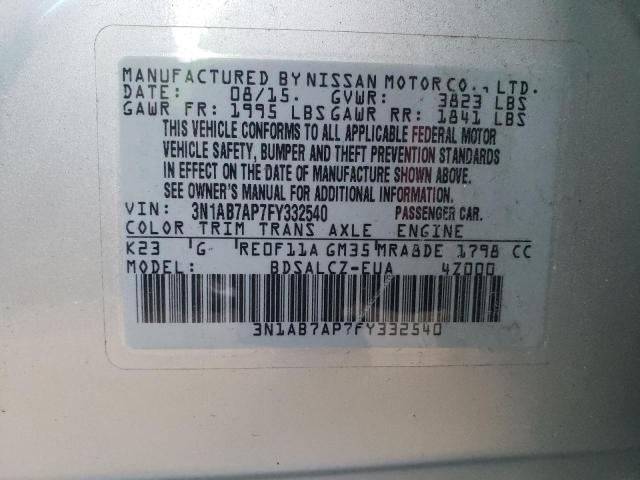 MANUFACTURED BY NISSAN MOTOR CO., LTD.
DATE: 08/15. GVWR: 3823 LBS
GAWR FR: 1995 LBS GAWR RR: 1841 LBS
THIS VEHICLE CONFORMS TO ALL APPLICABLE FEDERAL MOTOR
VEHICLE SAFETY, BUMPER AND THEFT PREVENTION STANDARDS
IN EFFECT ON THE DATE OF MANUFACTURE SHOWN ABOVE.
SEE OWNER'S MANUAL FOR ADDITIONAL INFORMATION.
VIN: 3N1AB7AP7FY332540 PASSENGER CAR.
COLOR TRIM TRANS AXLE ENGINE
K23 G RE0F11A GM35 MRA8DE 1798 CC
MODEL: BDSALCZ-EUA 4Z000
3N1AB7AP7FY332540